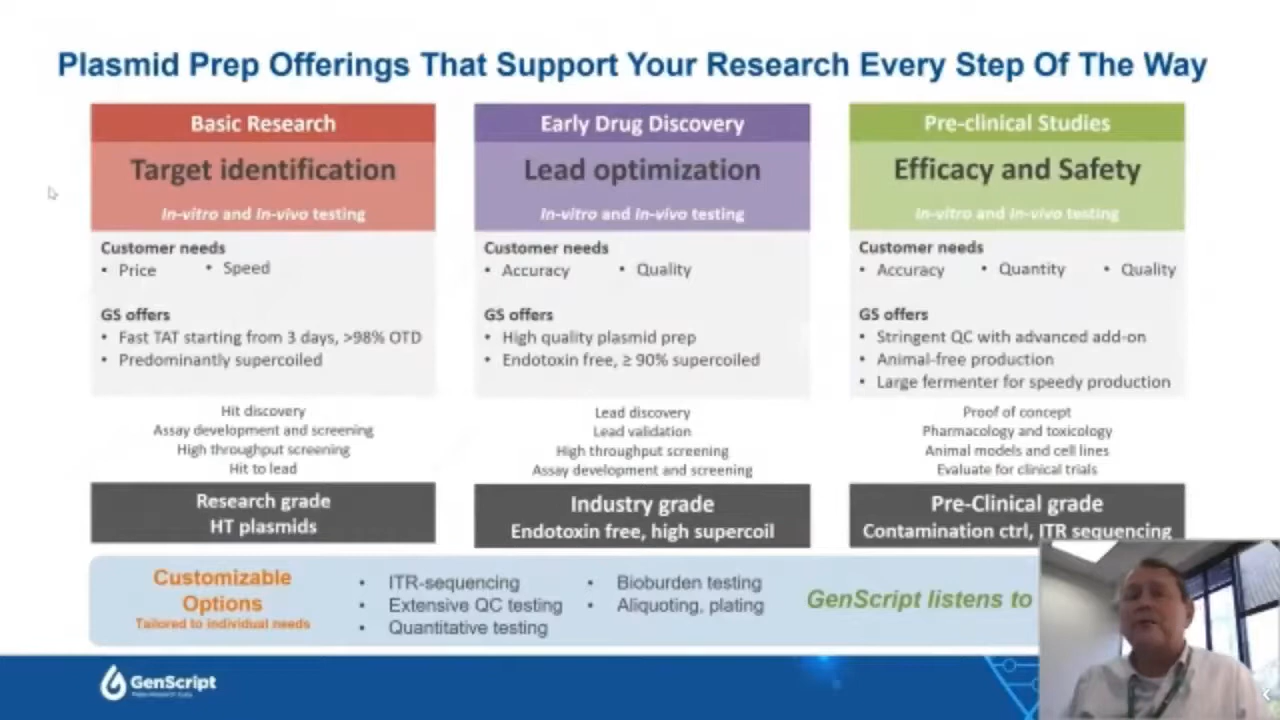 Plasmid Prep Offerings That Support Your Research Every Step Of The Way
Basic Research
Target identification
In-vitro and In-vivo testing
Customer needs
• Price • Speed
GS offers
• Fast TAT starting from 3 days, >98% OTD
• Predominantly supercoiled
Hit discovery
Assay development and screening
High throughput screening
Hit to lead
Research grade
HT plasmids
Early Drug Discovery
Lead optimization
In-vitro and In-vivo testing
Customer needs
• Accuracy • Quality
GS offers
• High quality plasmid prep
• Endotoxin free, ≥ 90% supercoiled
Lead discovery
Lead validation
High throughput screening
Assay development and screening
Industry grade
Endotoxin free, high supercoil
Pre-clinical Studies
Efficacy and Safety
In-vitro and In-vivo testing
Customer needs
• Accuracy • Quantity • Quality
GS offers
• Stringent QC with advanced add-on
• Animal-free production
• Large fermenter for speedy production
Proof of concept
Pharmacology and toxicology
Animal models and cell lines
Evaluate for clinical trials
Pre-Clinical grade
Contamination ctrl, ITR sequencing
Customizable
Options
Tailored to individual needs
• ITR-sequencing
• Extensive QC testing
• Quantitative testing
• Bioburden testing
• Aliquoting, plating
GenScript listens to
GenScript